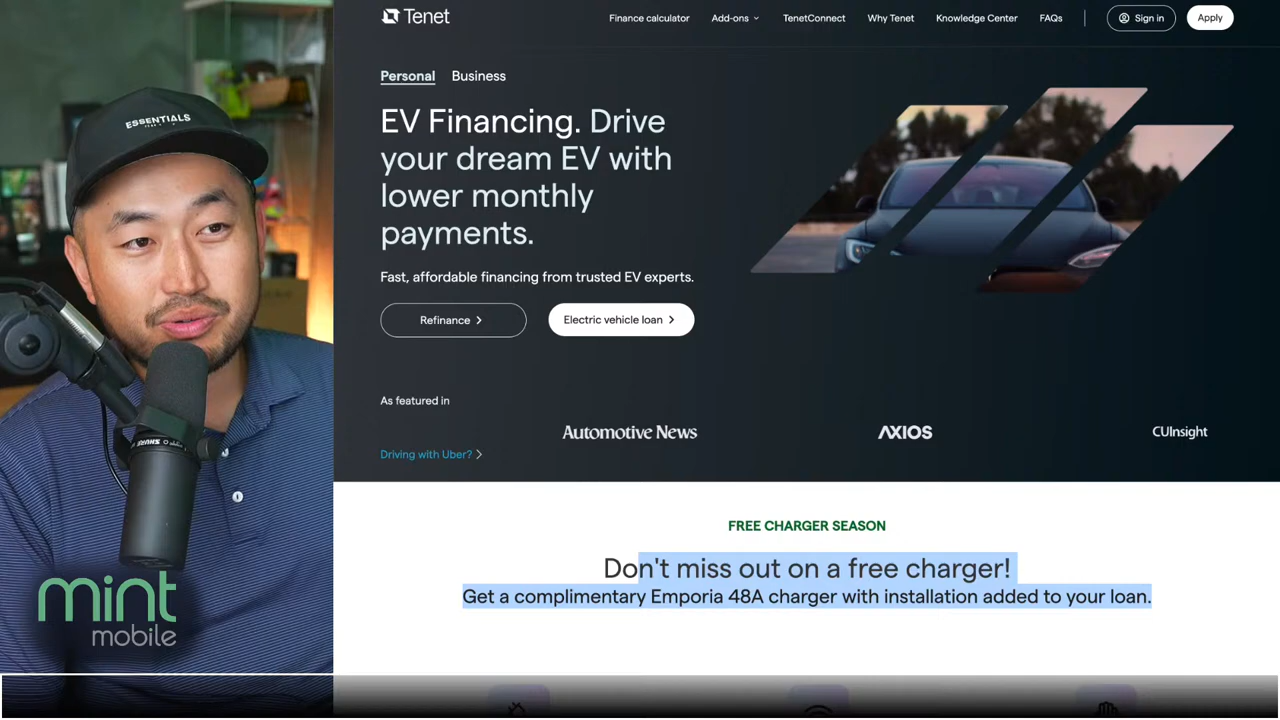 Tenet
Finance calculator
Add-ons
TenetConnect
Why Tenet
Knowledge Center
FAQs
Sign in
Apply
Personal
Business
EV Financing. Drive
your dream EV with
lower monthly
payments.
Fast, affordable financing from trusted EV experts.
Refinance
Electric vehicle loan
As featured in
Automotive News
AXIOS
CUInsight
Driving with Uber?
FREE CHARGER SEASON
Don't miss out on a free charger!
Get a complimentary Emporia 48A charger with installation added to your loan.
ESSENTIALS
SHURE
mint
mobile